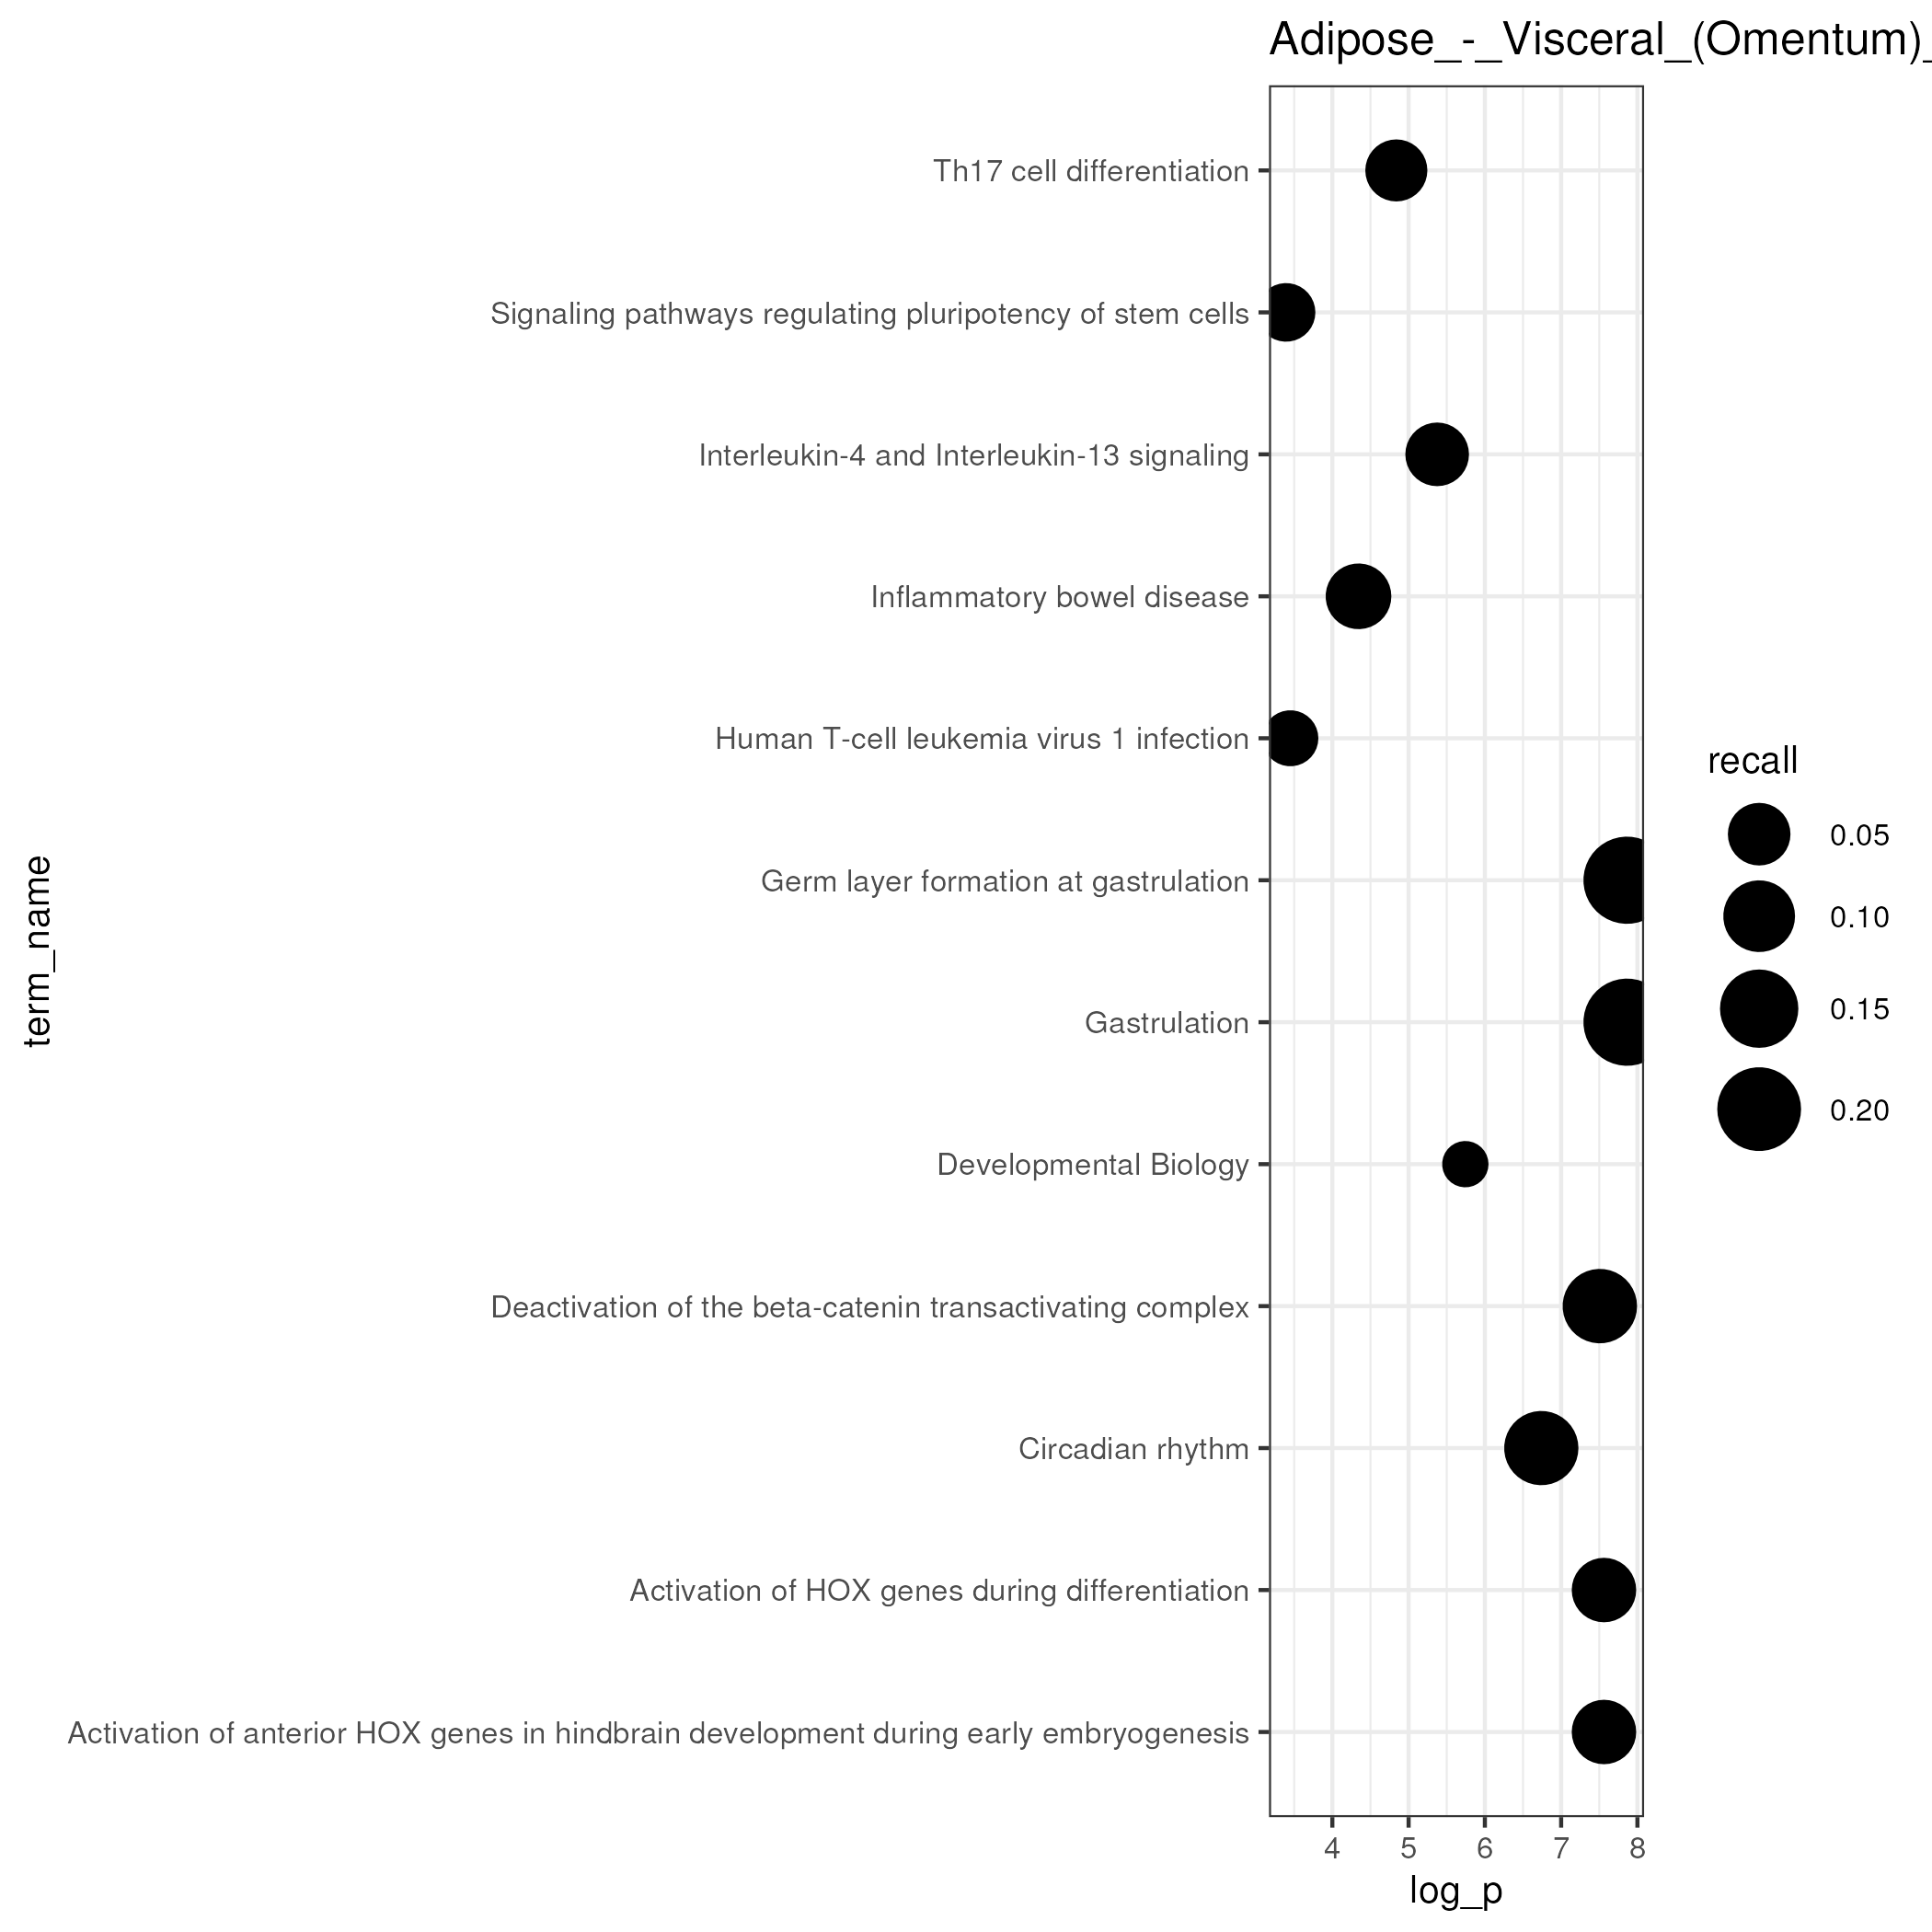 Adipose_-_Visceral_(Omentum)_
Th17 cell differentiation
Signaling pathways regulating pluripotency of stem cells
Interleukin-4 and Interleukin-13 signaling
Inflammatory bowel disease
Human T-cell leukemia virus 1 infection
Germ layer formation at gastrulation
Gastrulation
Developmental Biology
Deactivation of the beta-catenin transactivating complex
Circadian rhythm
Activation of HOX genes during differentiation
Activation of anterior HOX genes in hindbrain development during early embryogenesis
term_name
4 5 6 7 8
log_p
recall
0.05
0.10
0.15
0.20